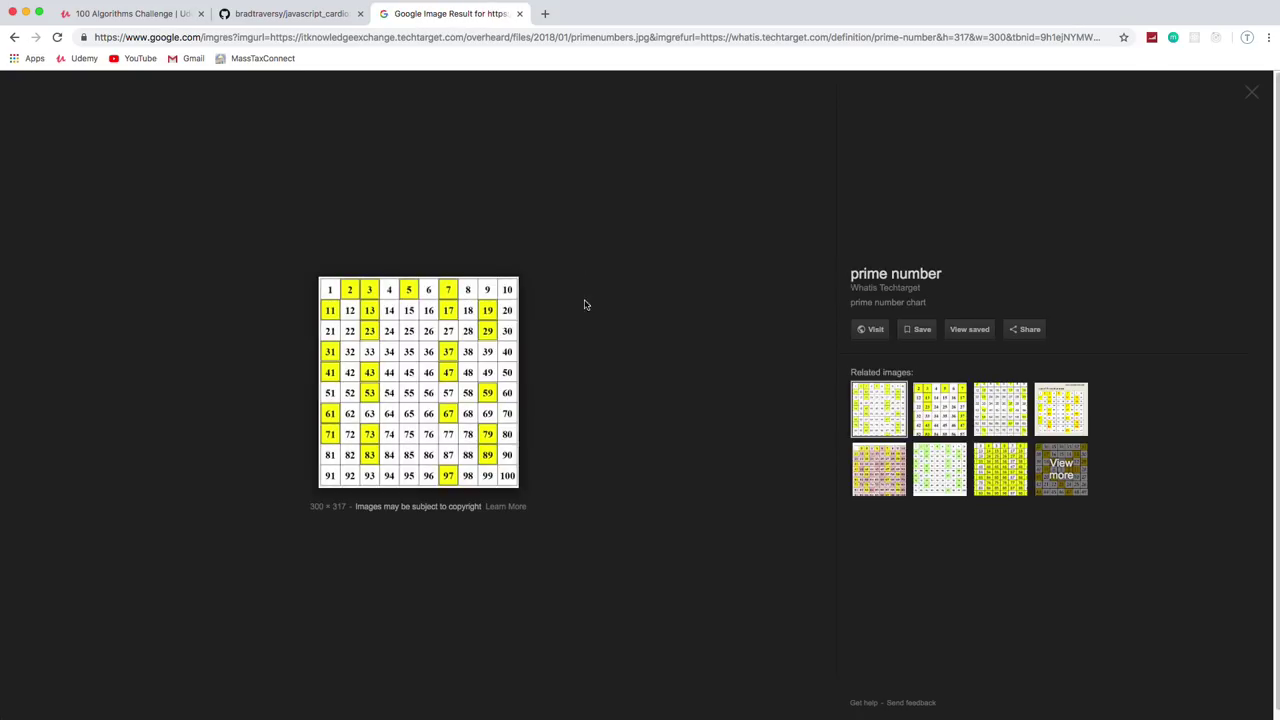 100 Algorithms Challenge | Ud
bradtraversy/javascript_cardio
Google Image Result for https:
https://www.google.com/imgres?imgurl=https://itknowledgeexchange.techtarget.com/overheard/files/2018/01/primenumbers.jpg&imgrefurl=https://whatis.techtarget.com/definition/prime-number&h=317&w=300&tbnid=9h1ejNYMW...
T
Apps Udemy YouTube Gmail MassTaxConnect
1 2 3 4 5 6 7 8 9 10
11 12 13 14 15 16 17 18 19 20
21 22 23 24 25 26 27 28 29 30
31 32 33 34 35 36 37 38 39 40
41 42 43 44 45 46 47 48 49 50
51 52 53 54 55 56 57 58 59 60
61 62 63 64 65 66 67 68 69 70
71 72 73 74 75 76 77 78 79 80
81 82 83 84 85 86 87 88 89 90
91 92 93 94 95 96 97 98 99 100
300 × 317 - Images may be subject to copyright Learn More
prime number
Whatis Techtarget
prime number chart
Visit Save View saved Share
Related images:
View
more
Get help - Send feedback